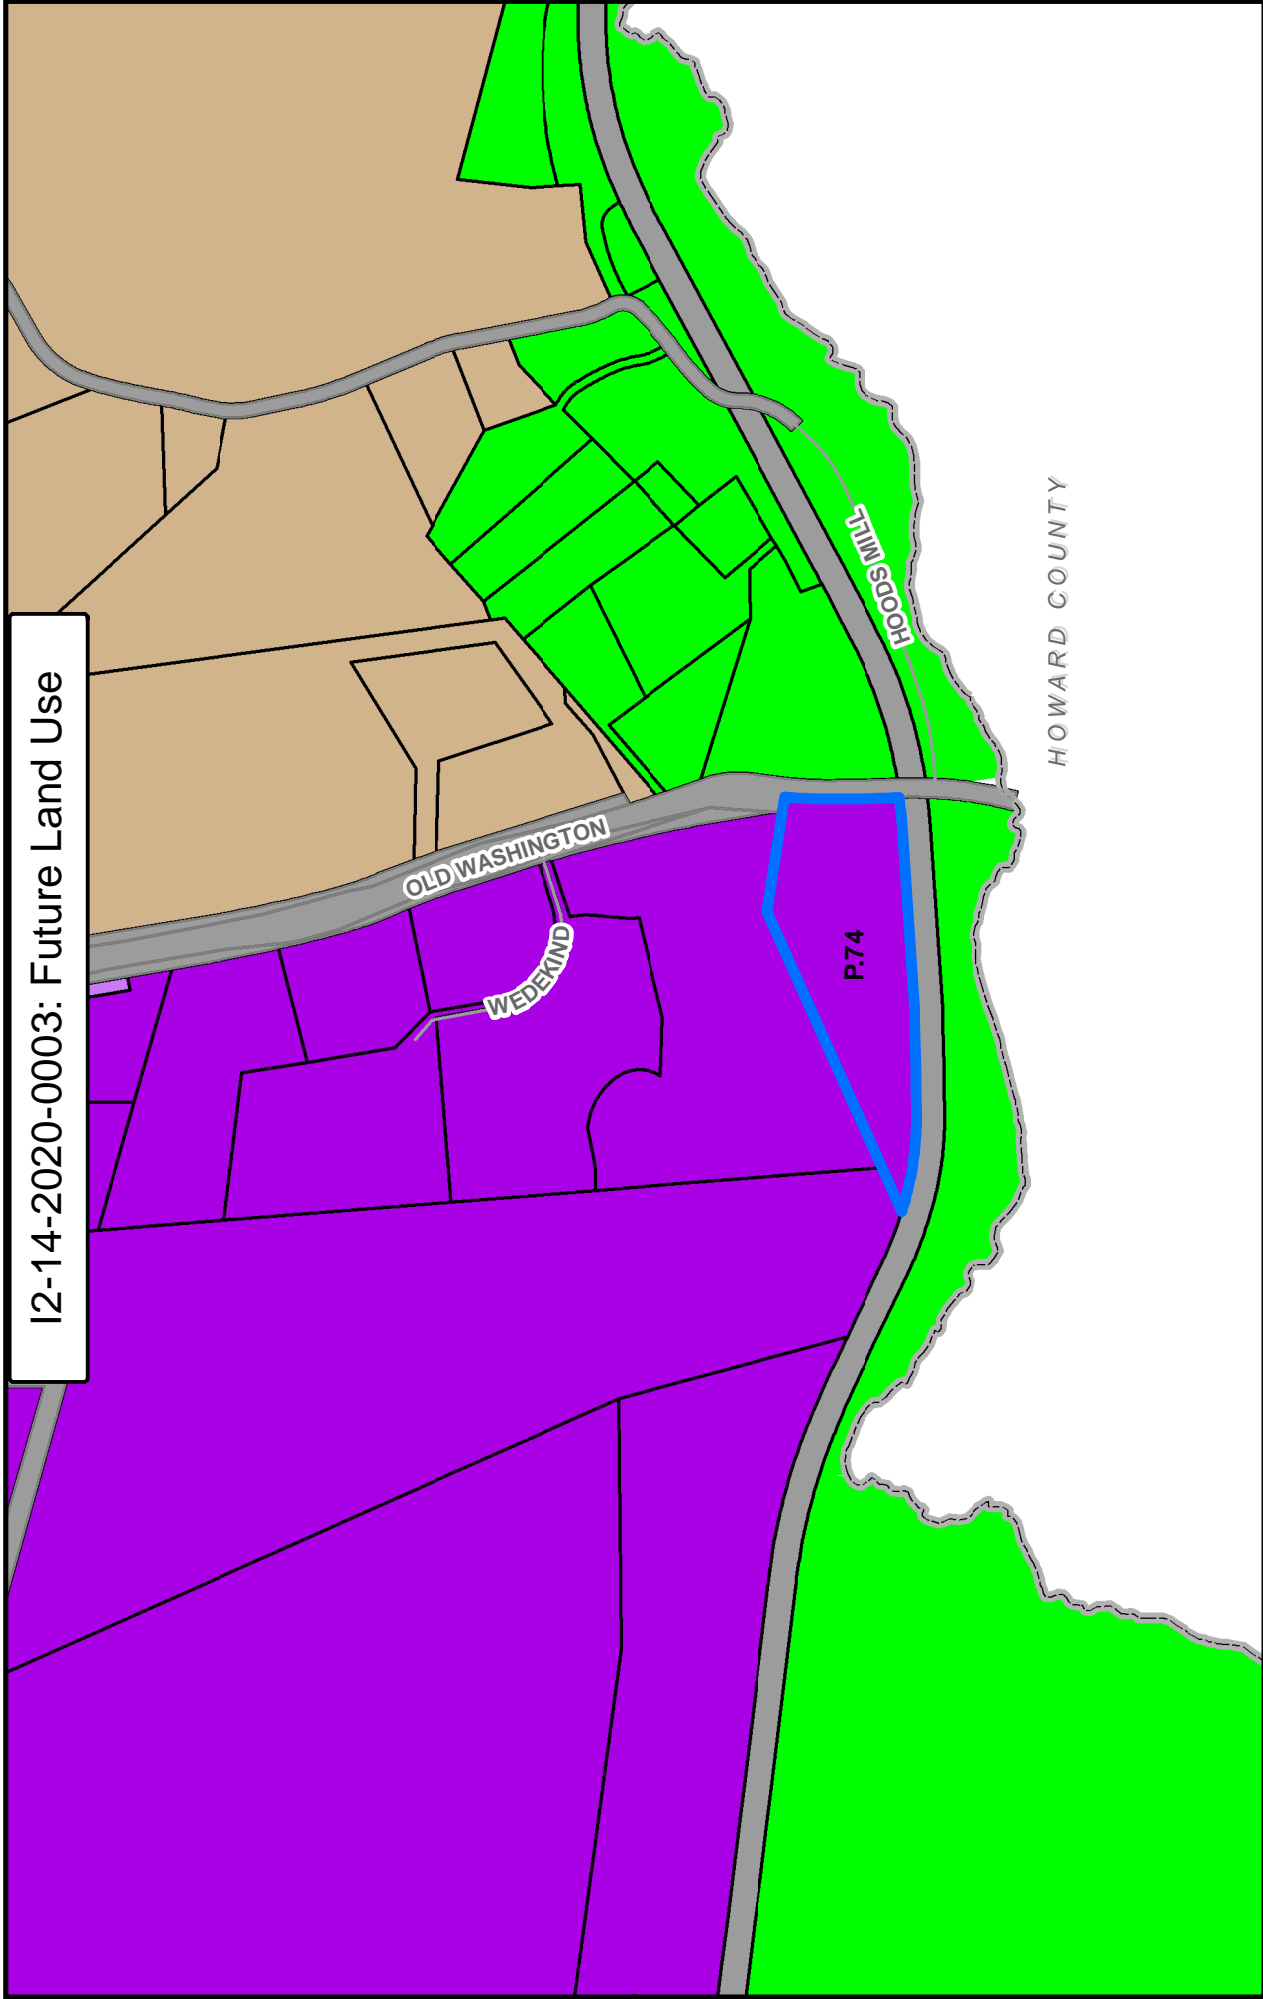 I2-14-2020-0003: Future Land Use
OLD WASHINGTON
WEDEKIND
HOODS MILL
P.74
HOWARD COUNTY